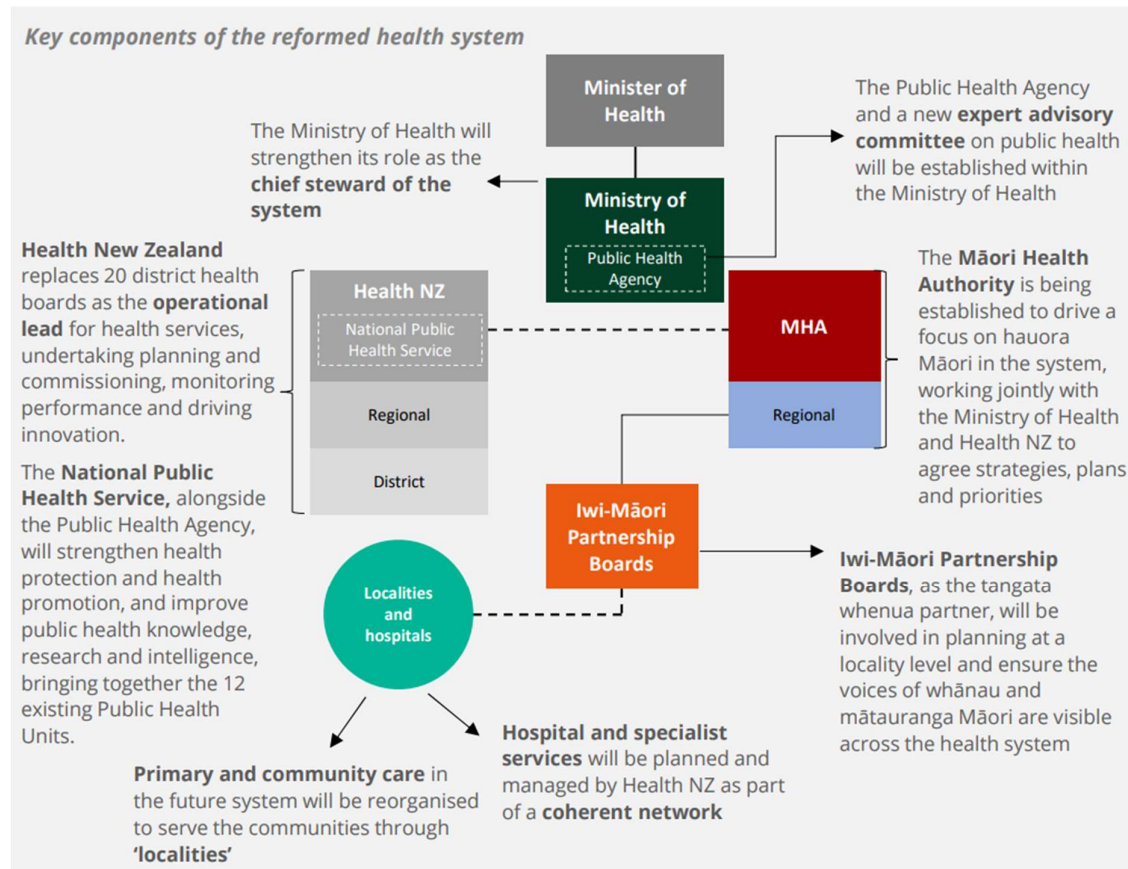 Key components of the reformed health system
Minister of
Health
The Ministry of Health will
strengthen its role as the
chief steward of the
system
Ministry of
Health
Public Health
Agency
The Public Health Agency
and a new expert advisory
committee on public health
will be established within
the Ministry of Health
Health New Zealand
replaces 20 district health
boards as the operational
lead for health services,
undertaking planning and
commissioning, monitoring
performance and driving
innovation.
The National Public
Health Service, alongside
the Public Health Agency,
will strengthen health
protection and health
promotion, and improve
public health knowledge,
research and intelligence,
bringing together the 12
existing Public Health
Units.
Health NZ
National Public
Health Service
Regional
District
MHA
Regional
The Māori Health
Authority is being
established to drive a
focus on hauora
Māori in the system,
working jointly with
the Ministry of Health
and Health NZ to
agree strategies, plans
and priorities
Iwi-Māori
Partnership
Boards
Localities
and
hospitals
Iwi-Māori Partnership
Boards, as the tangata
whenua partner, will be
involved in planning at a
locality level and ensure the
voices of whānau and
mātauranga Māori are visible
across the health system
Primary and community care in
the future system will be reorganised
to serve the communities through
‘localities’
Hospital and specialist
services will be planned and
managed by Health NZ as part
of a coherent network